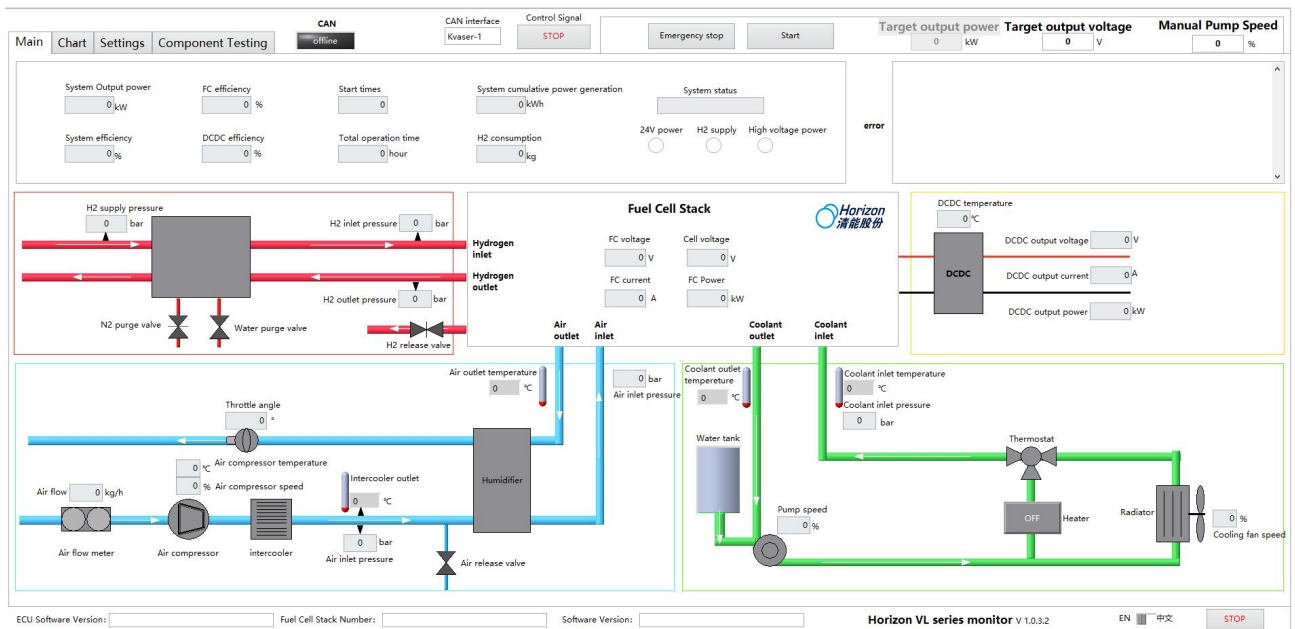 Main
Chart
Settings
Component Testing
CAN
offline
CAN interface
Kvaser-1
Control Signal
STOP
Emergency stop
Start
Target output power
0 kW
Target output voltage
0 V
Manual Pump Speed
0 %
System Output power
0 kW
FC efficiency
0 %
Start times
0
System cumulative power generation
0 kWh
System status
System efficiency
0 %
DCDC efficiency
0 %
Total operation time
0 hour
H2 consumption
0 kg
24V power
H2 supply
High voltage power
error
H2 supply pressure
0 bar
H2 inlet pressure 0 bar
Hydrogen
inlet
Hydrogen
outlet
H2 outlet pressure 0 bar
N2 purge valve
Water purge valve
H2 release valve
Fuel Cell Stack
Horizon
清能股份
FC voltage
0 V
Cell voltage
0 V
FC current
0 A
FC Power
0 kW
Air
outlet
Air
inlet
Coolant
outlet
Coolant
inlet
DCDC temperature
0 ℃
DCDC
DCDC output voltage 0 V
DCDC output current 0 A
DCDC output power 0 kW
Air outlet temperature
0 ℃
0 bar
Air inlet pressure
Throttle angle
0 °
0 ℃ Air compressor temperature
0 % Air compressor speed
Air flow 0 kg/h
Intercooler outlet
0 ℃
Humidifier
Air flow meter
Air compressor
intercooler
0 bar
Air inlet pressure
Air release valve
Coolant outlet
tempereture
0 ℃
Coolant inlet temperature
0 ℃
Coolant inlet pressure
0 bar
Water tank
Thermostat
Pump speed
0 %
OFF
Heater
Radiator
0 %
Cooling fan speed
ECU Software Version:
Fuel Cell Stack Number:
Software Version:
Horizon VL series monitor V 1.0.3.2
EN 中文
STOP